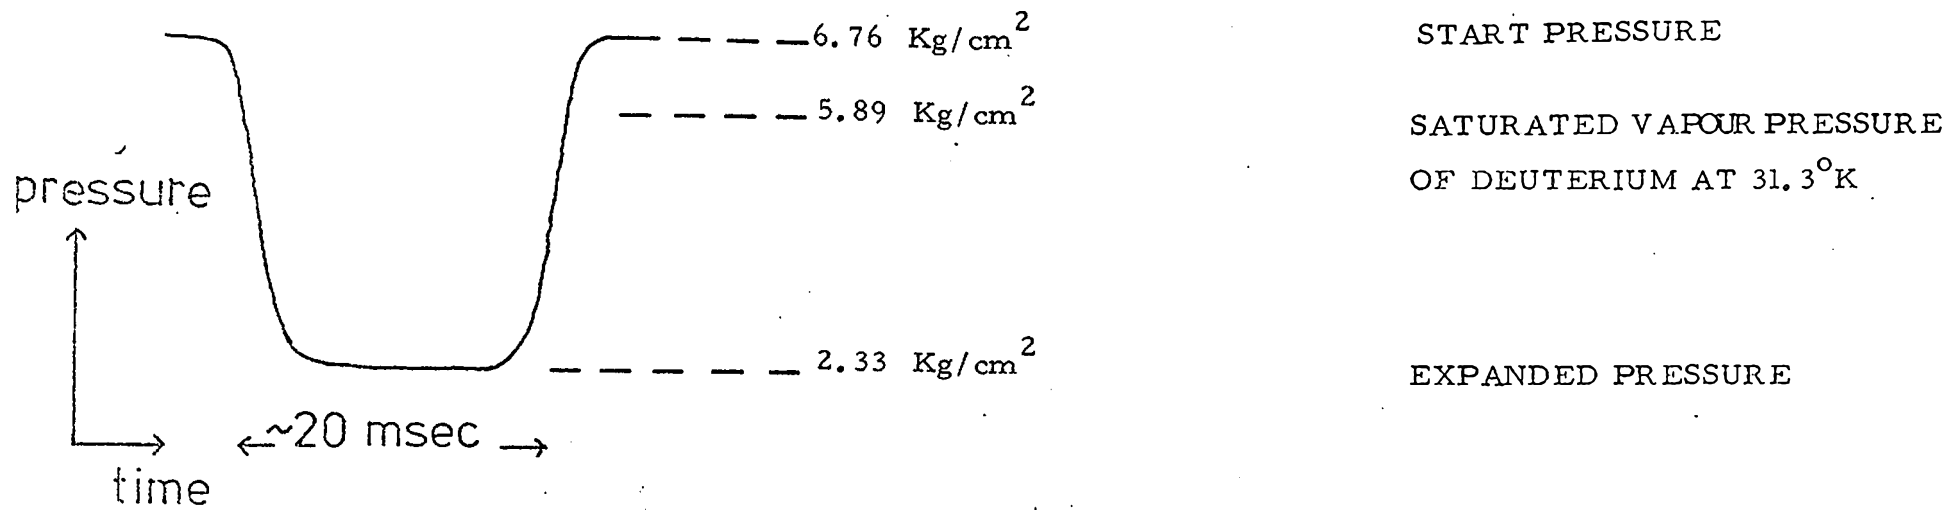 6.76 Kg/cm² START PRESSURE
5.89 Kg/cm² SATURATED VAPOUR PRESSURE
OF DEUTERIUM AT 31.3°K
pressure
2.33 Kg/cm² EXPANDED PRESSURE
~20 msec
time